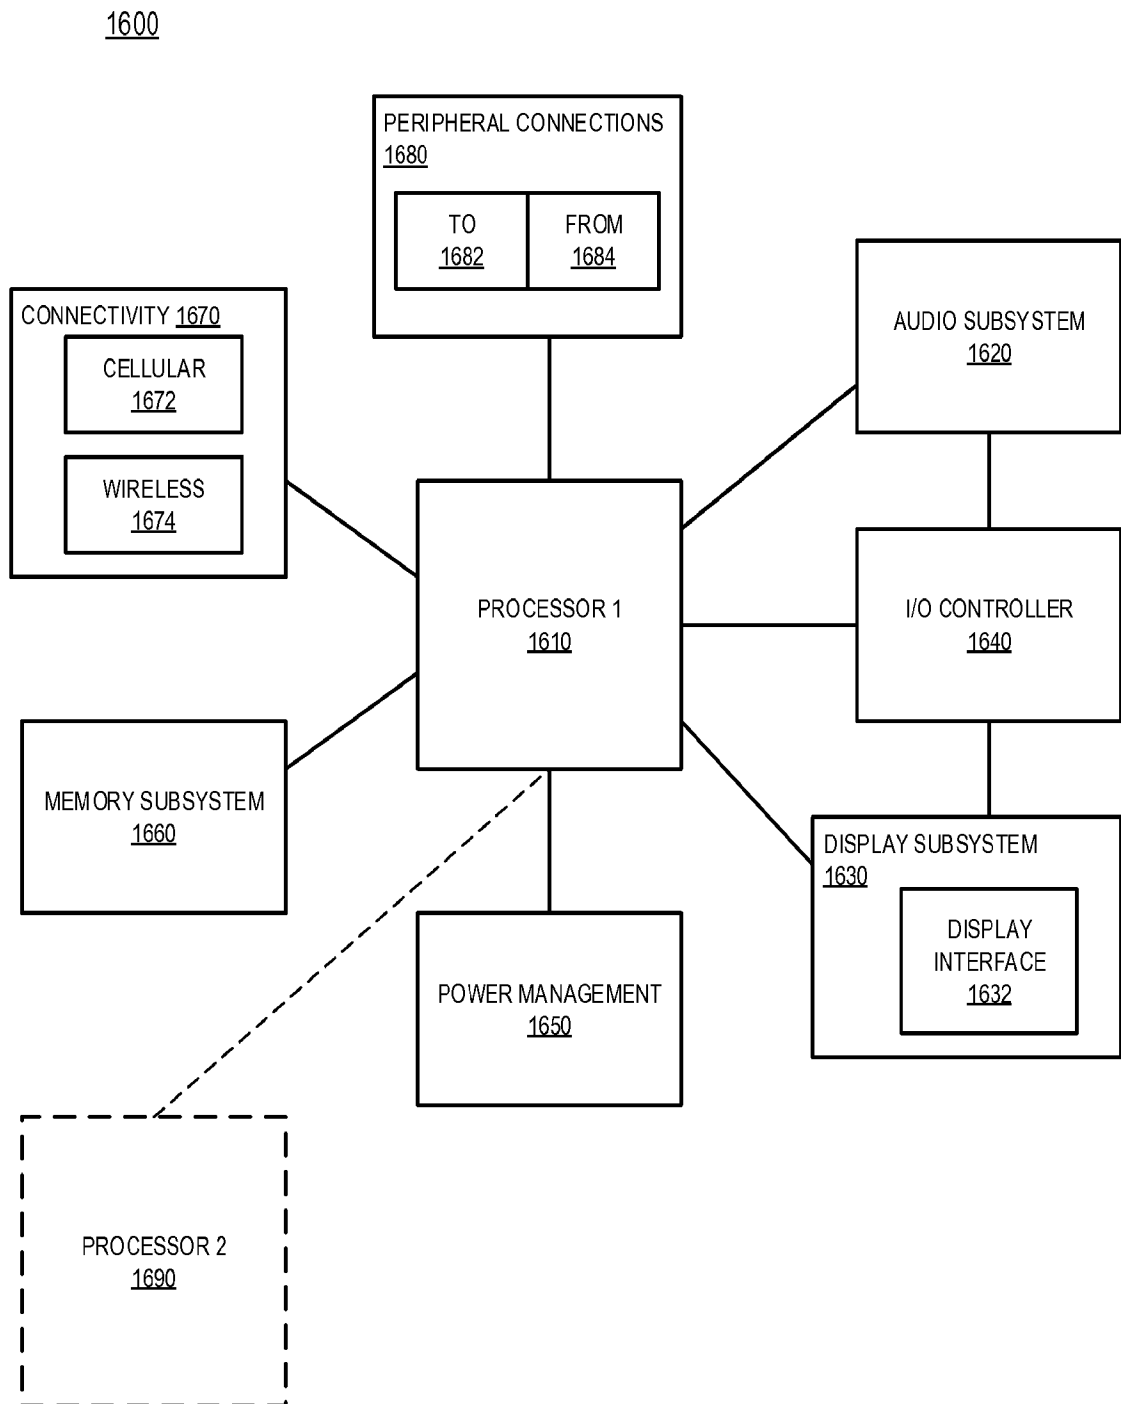 1600
PERIPHERAL CONNECTIONS
1680
TO
1682
FROM
1684
CONNECTIVITY 1670
CELLULAR
1672
WIRELESS
1674
AUDIO SUBSYSTEM
1620
PROCESSOR 1
1610
I/O CONTROLLER
1640
MEMORY SUBSYSTEM
1660
DISPLAY SUBSYSTEM
1630
DISPLAY
INTERFACE
1632
POWER MANAGEMENT
1650
PROCESSOR 2
1690